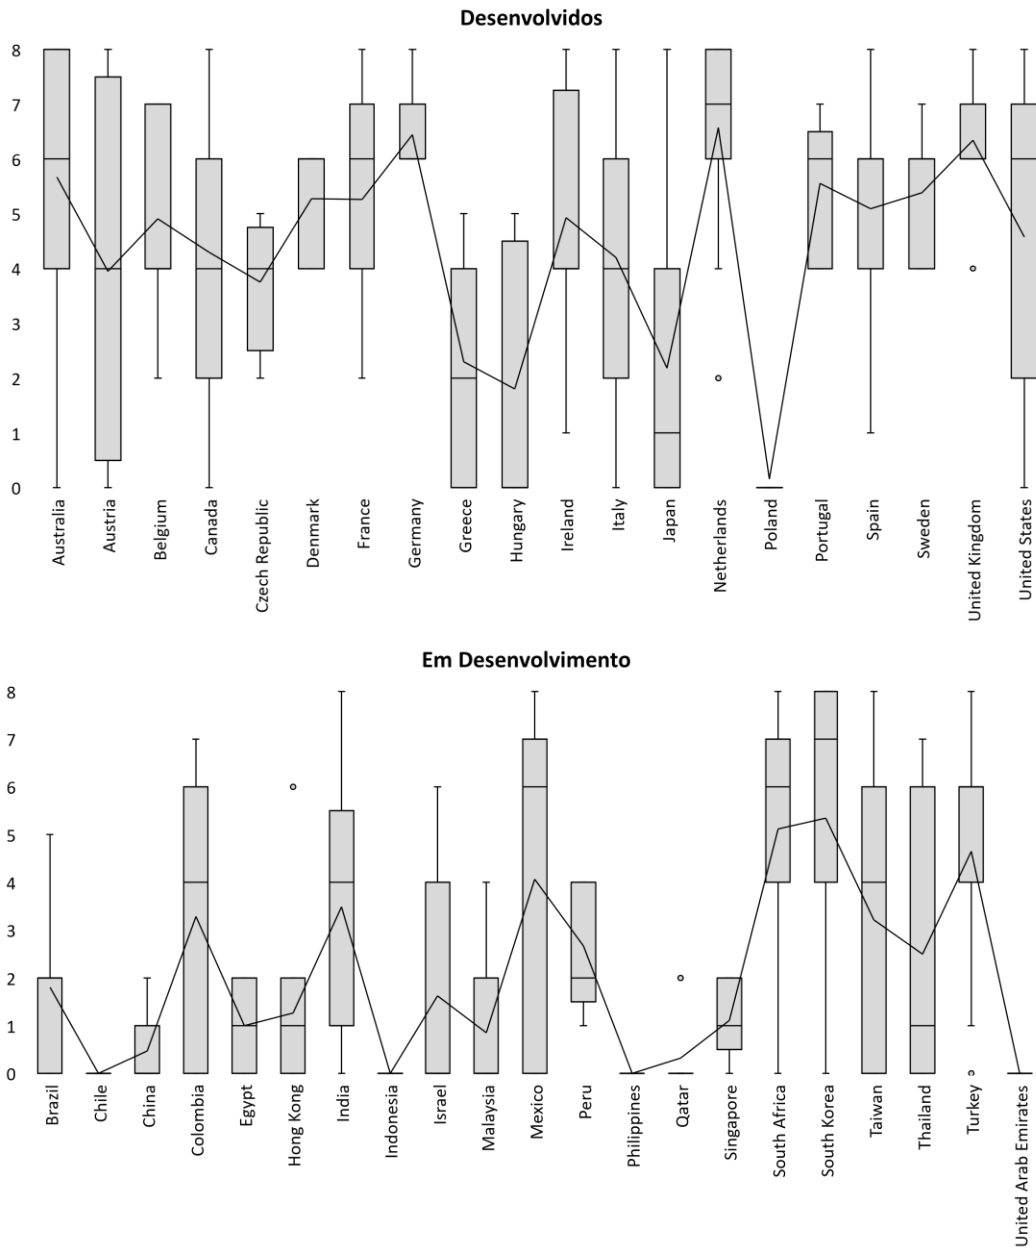 Desenvolvidos
8
7
6
5
4
3
2
1
0
Australia
Austria
Belgium
Canada
Czech Republic
Denmark
France
Germany
Greece
Hungary
Ireland
Italy
Japan
Netherlands
Poland
Portugal
Spain
Sweden
United Kingdom
United States
Em Desenvolvimento
8
7
6
5
4
3
2
1
0
Brazil
Chile
China
Colombia
Egypt
Hong Kong
India
Indonesia
Israel
Malaysia
Mexico
Peru
Philippines
Qatar
Singapore
South Africa
South Korea
Taiwan
Thailand
Turkey
United Arab Emirates